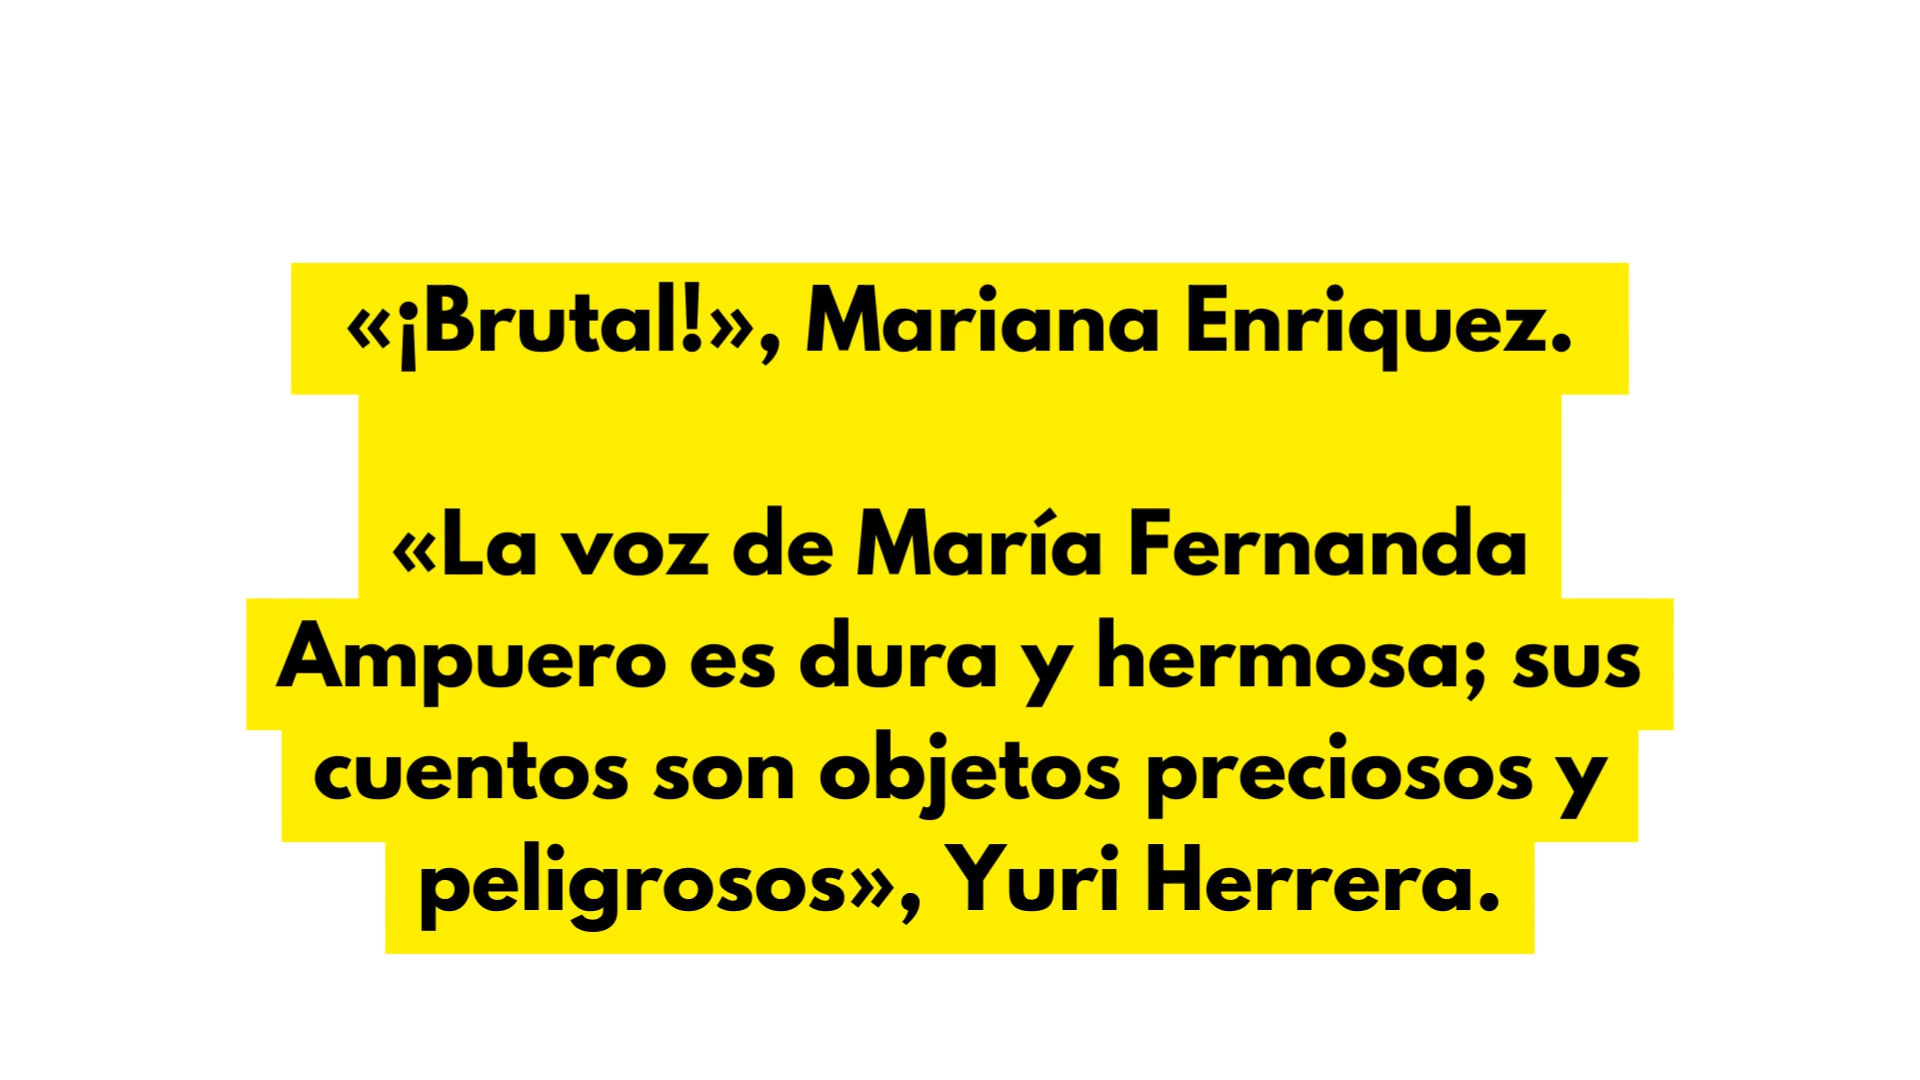 «¡Brutal!», Mariana Enriquez.
«La voz de María Fernanda
Ampuero es dura y hermosa; sus
cuentos son objetos preciosos y
peligrosos», Yuri Herrera.